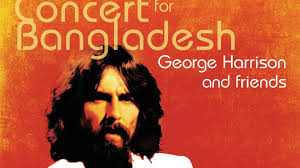 Concert for
Bangladesh
George Harrison
and friends